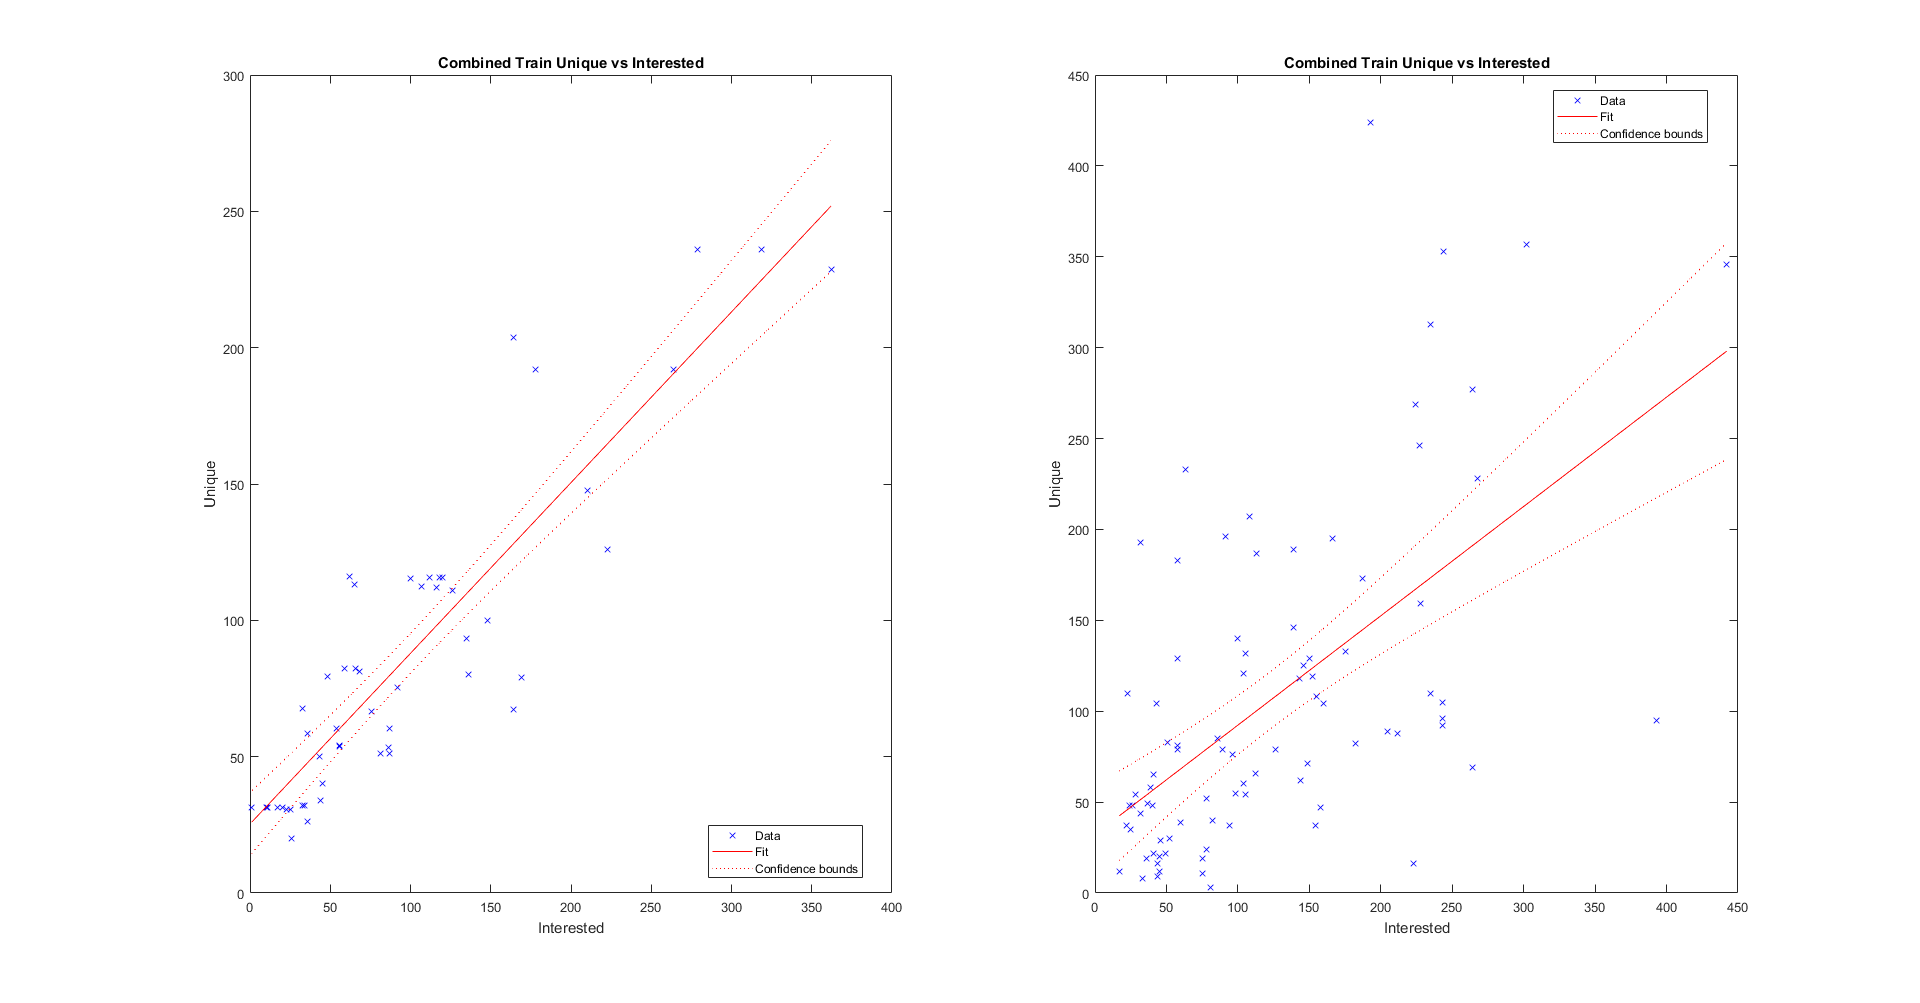 Combined Train Unique vs Interested
300
250
200
150
100
50
0
Unique
0 50 100 150 200 250 300 350 400
Interested
Data
Fit
Confidence bounds
Combined Train Unique vs Interested
450
400
350
300
250
200
150
100
50
0
Unique
0 50 100 150 200 250 300 350 400 450
Interested
Data
Fit
Confidence bounds